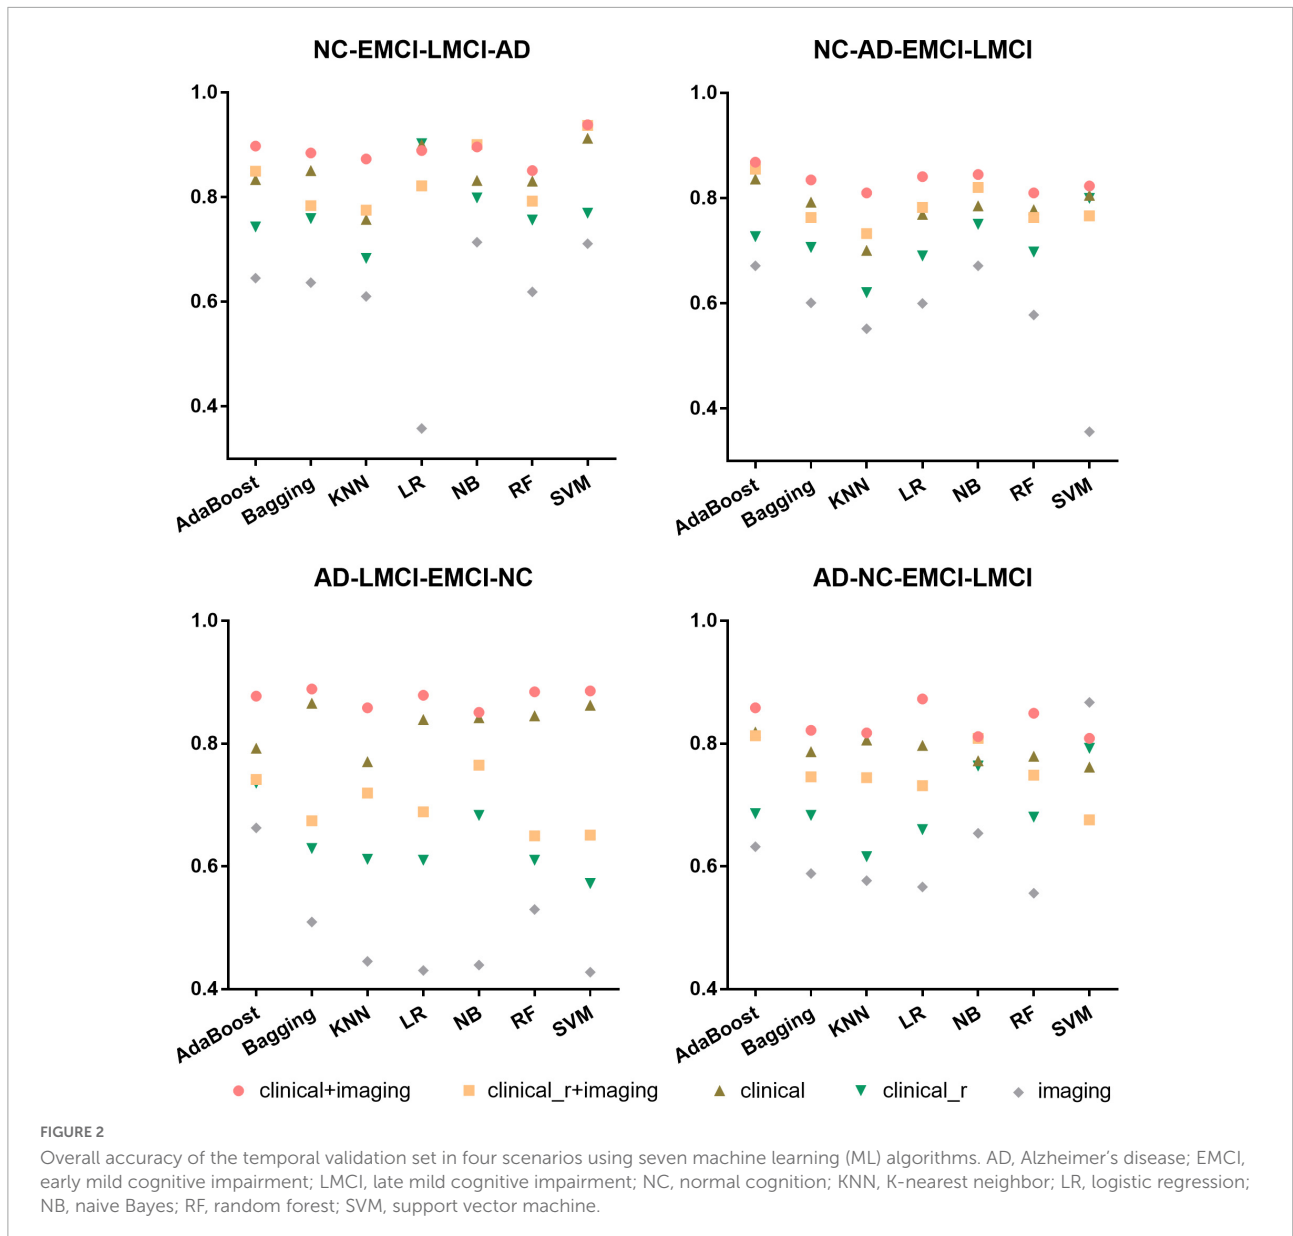 NC-EMCI-LMCI-AD
1.0
0.8
0.6
0.4
AdaBoost
Bagging
KNN
LR
NB
RF
SVM
NC-AD-EMCI-LMCI
1.0
0.8
0.6
0.4
AdaBoost
Bagging
KNN
LR
NB
RF
SVM
AD-LMCI-EMCI-NC
1.0
0.8
0.6
0.4
AdaBoost
Bagging
KNN
LR
NB
RF
SVM
AD-NC-EMCI-LMCI
1.0
0.8
0.6
0.4
AdaBoost
Bagging
KNN
LR
NB
RF
SVM
clinical+imaging
clinical_r+imaging
clinical
clinical_r
imaging
FIGURE 2
Overall accuracy of the temporal validation set in four scenarios using seven machine learning (ML) algorithms. AD, Alzheimer's disease; EMCI,
early mild cognitive impairment; LMCI, late mild cognitive impairment; NC, normal cognition; KNN, K-nearest neighbor; LR, logistic regression;
NB, naive Bayes; RF, random forest; SVM, support vector machine.